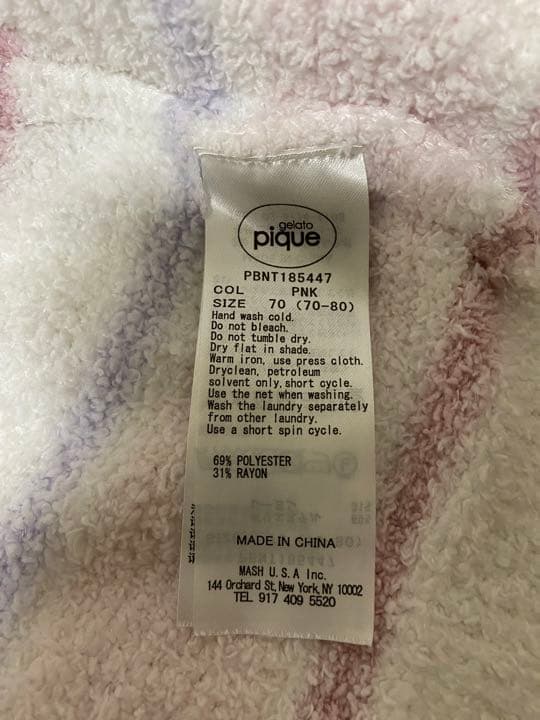 gelato
pique
PBNT185447
COL PNK
SIZE 70 (70-80)
Hand wash cold.
Do not bleach.
Do not tumble dry.
Dry flat in shade.
Warm iron, use press cloth.
Dryclean, petroleum
solvent only, short cycle.
Use the net when washing.
Wash the laundry separately
from other laundry.
Use a short spin cycle.
69% POLYESTER
31% RAYON
MADE IN CHINA
MASH U.S.A Inc.
144 Orchard St, New York, NY 10002
TEL 917 409 5520